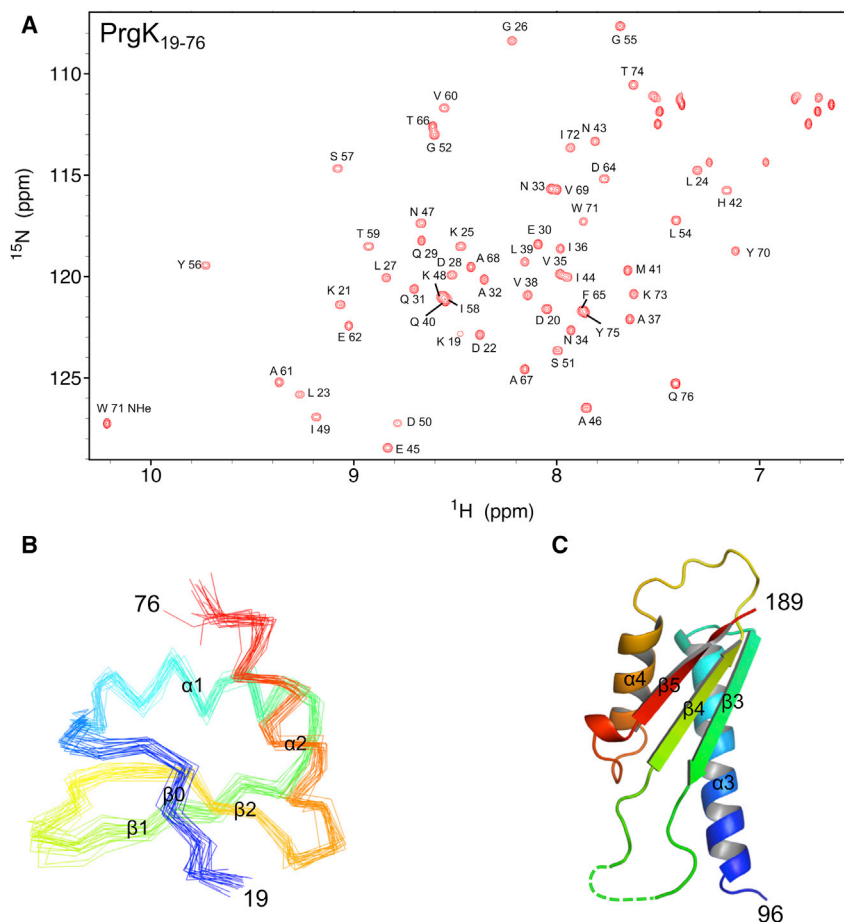 A
PrgK19-76
G 26
G 55
T 74
V 60
T 66
G 52
I 72
N 43
S 57
D 64
L 24
N 33
V 69
H 42
W 71
N 47
L 54
T 59
K 25
E 30
Q 29
I 36
Y 70
Y 56
L 39
D 28
A 68
V 35
M 41
L 27
K 48
A 32
I 44
K 21
Q 31
V 38
F 65
K 73
I 58
D 20
Q 40
E 62
K 19
D 22
N 34
Y 75
A 37
S 51
A 61
L 23
A 67
Q 76
W 71 NHe
I 49
D 50
A 46
E 45
110
115
120
125
15N (ppm)
10
9
8
7
1H (ppm)
B
76
α1
α2
β0
β1
β2
19
C
189
α4
β5
β4
β3
α3
96